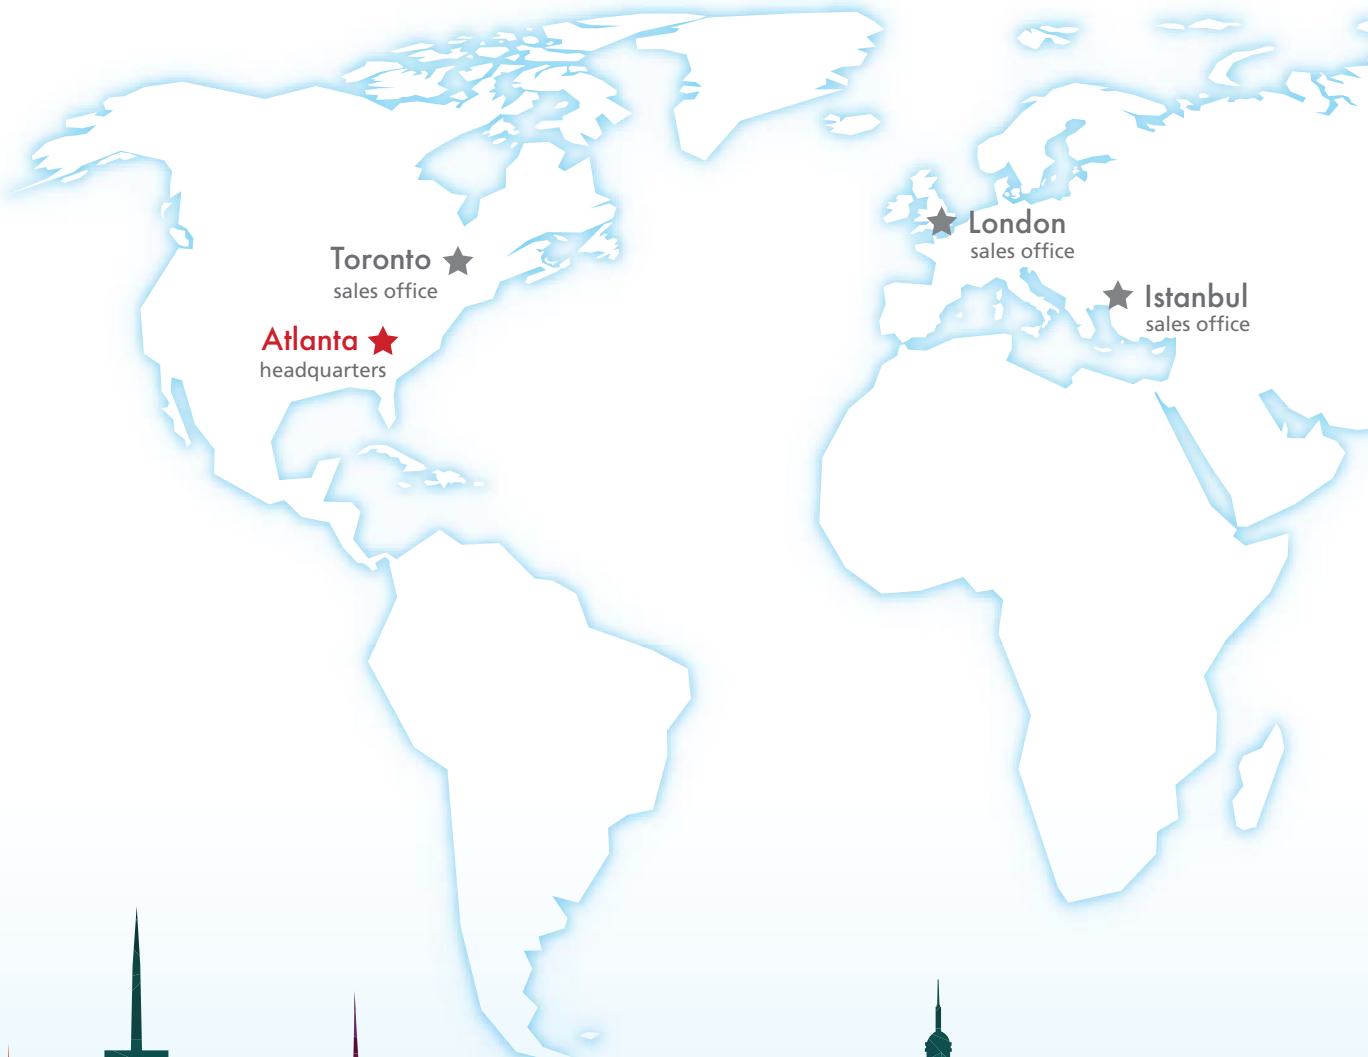 London
sales office
Toronto
sales office
Istanbul
sales office
Atlanta
headquarters